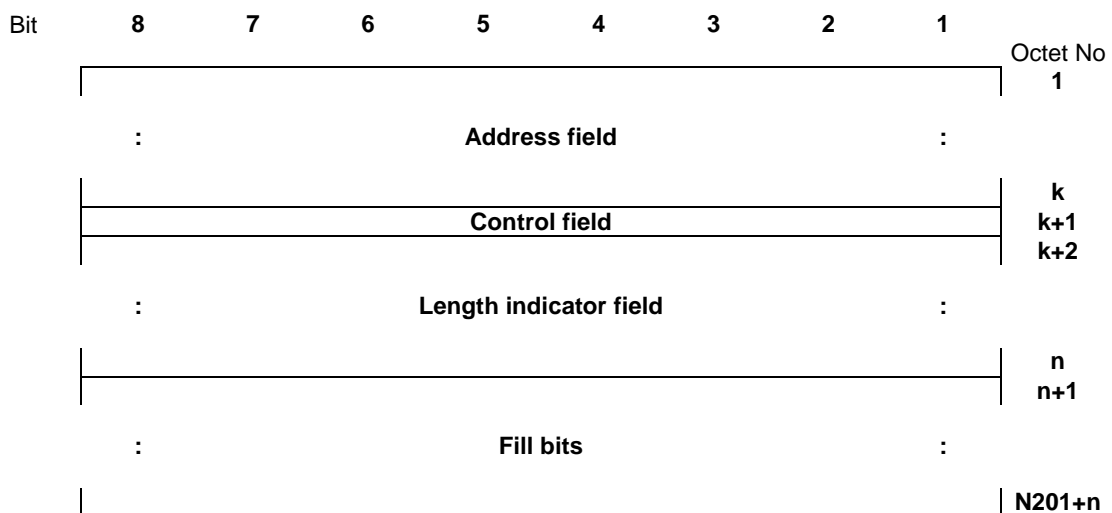 Bit 8 7 6 5 4 3 2 1
Octet No
1
: Address field :
k
Control field k+1
k+2
: Length indicator field :
n
n+1
: Fill bits :
N201+n